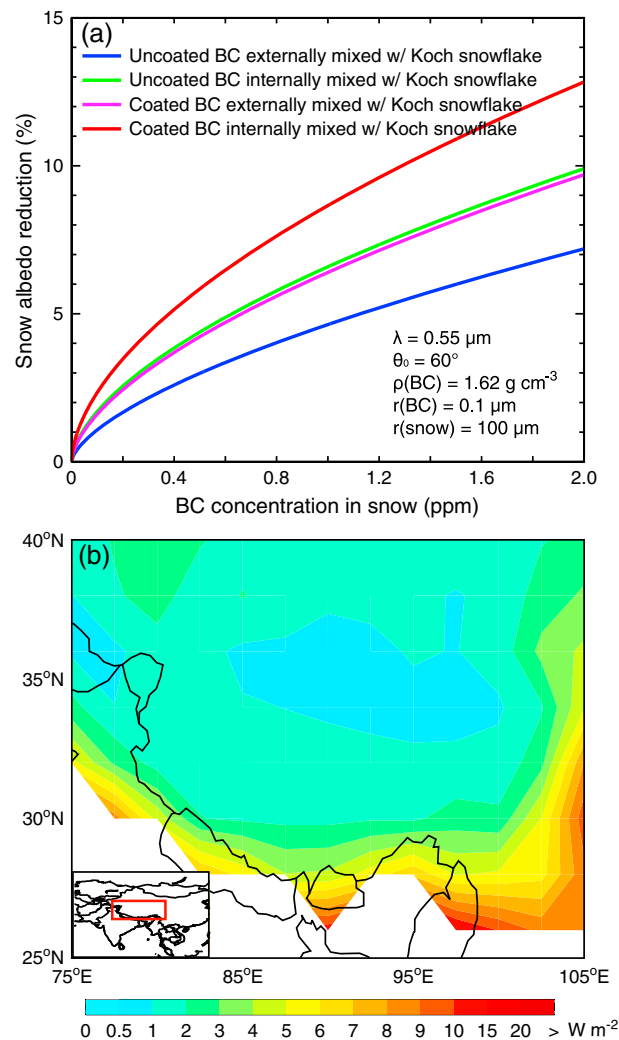 (a)
Uncoated BC externally mixed w/ Koch snowflake
Uncoated BC internally mixed w/ Koch snowflake
Coated BC externally mixed w/ Koch snowflake
Coated BC internally mixed w/ Koch snowflake
Snow albedo reduction (%)
15
10
5
0
λ = 0.55 µm
θ₀ = 60°
ρ(BC) = 1.62 g cm⁻³
r(BC) = 0.1 µm
r(snow) = 100 µm
0 0.4 0.8 1.2 1.6 2.0
BC concentration in snow (ppm)
(b)
40°N
35°N
30°N
25°N
75°E 85°E 95°E 105°E
0 0.5 1 2 3 4 5 6 7 8 9 10 15 20 > W m⁻²